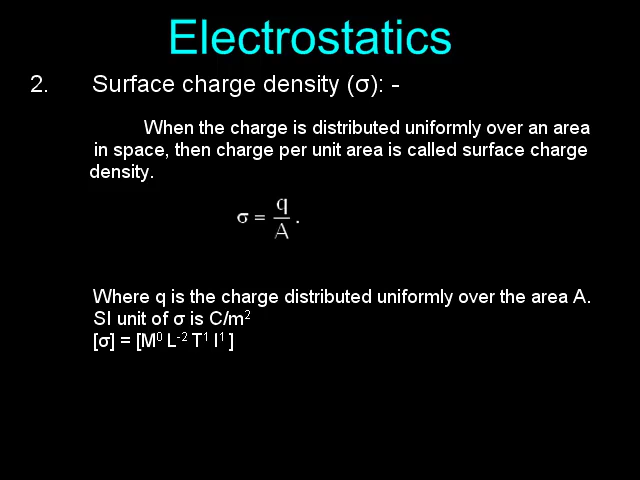 Electrostatics
2. Surface charge density (σ): -
When the charge is distributed uniformly over an area
in space, then charge per unit area is called surface charge
density.
σ = q/A .
Where q is the charge distributed uniformly over the area A.
SI unit of σ is C/m²
[σ] = [M⁰ L⁻² T¹ I¹ ]